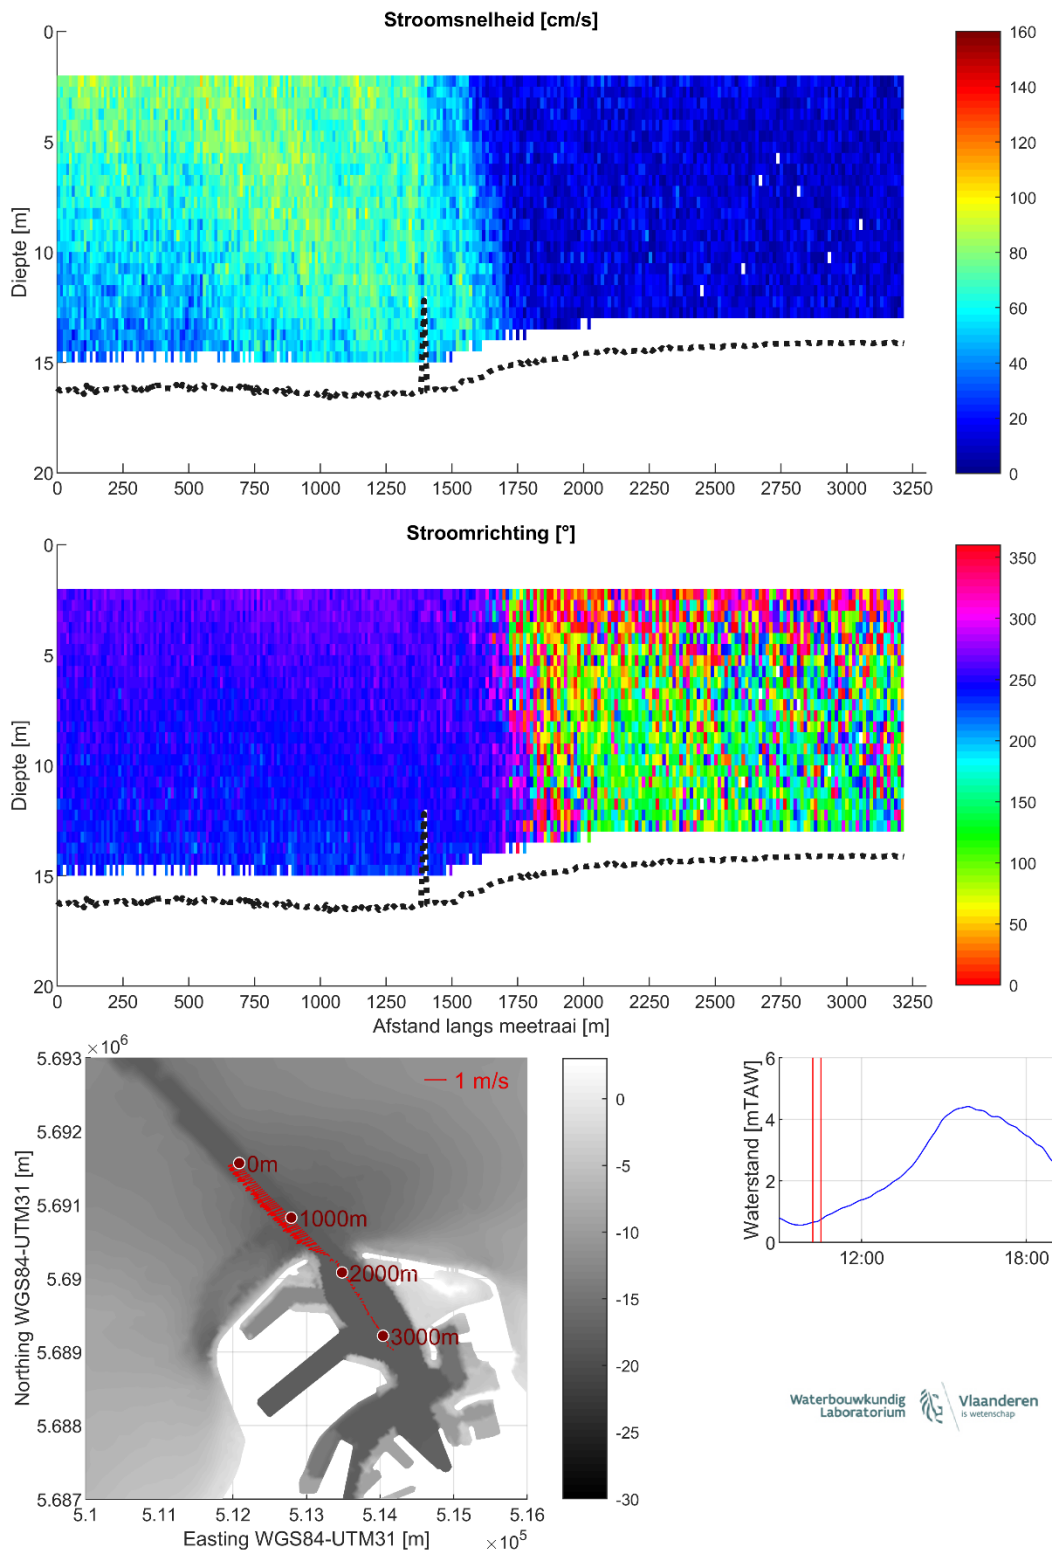 Stroomsnelheid [cm/s]
Diepte [m]
0
5
10
15
20
0 250 500 750 1000 1250 1500 1750 2000 2250 2500 2750 3000 3250
160
140
120
100
80
60
40
20
0
Stroomrichting [°]
Diepte [m]
0
5
10
15
20
0 250 500 750 1000 1250 1500 1750 2000 2250 2500 2750 3000 3250
Afstand langs meetraai [m]
350
300
250
200
150
100
50
0
×10⁶
5.693
5.692
5.691
5.69
5.689
5.688
5.687
Northing WGS84-UTM31 [m]
1 m/s
0m
1000m
2000m
3000m
5.1 5.11 5.12 5.13 5.14 5.15 5.16
Easting WGS84-UTM31 [m]
×10⁵
0
-5
-10
-15
-20
-25
-30
Waterstand [mTAW]
6
4
2
0
12:00 18:00
Waterbouwkundig
Laboratorium
Vlaanderen
is wetenschap